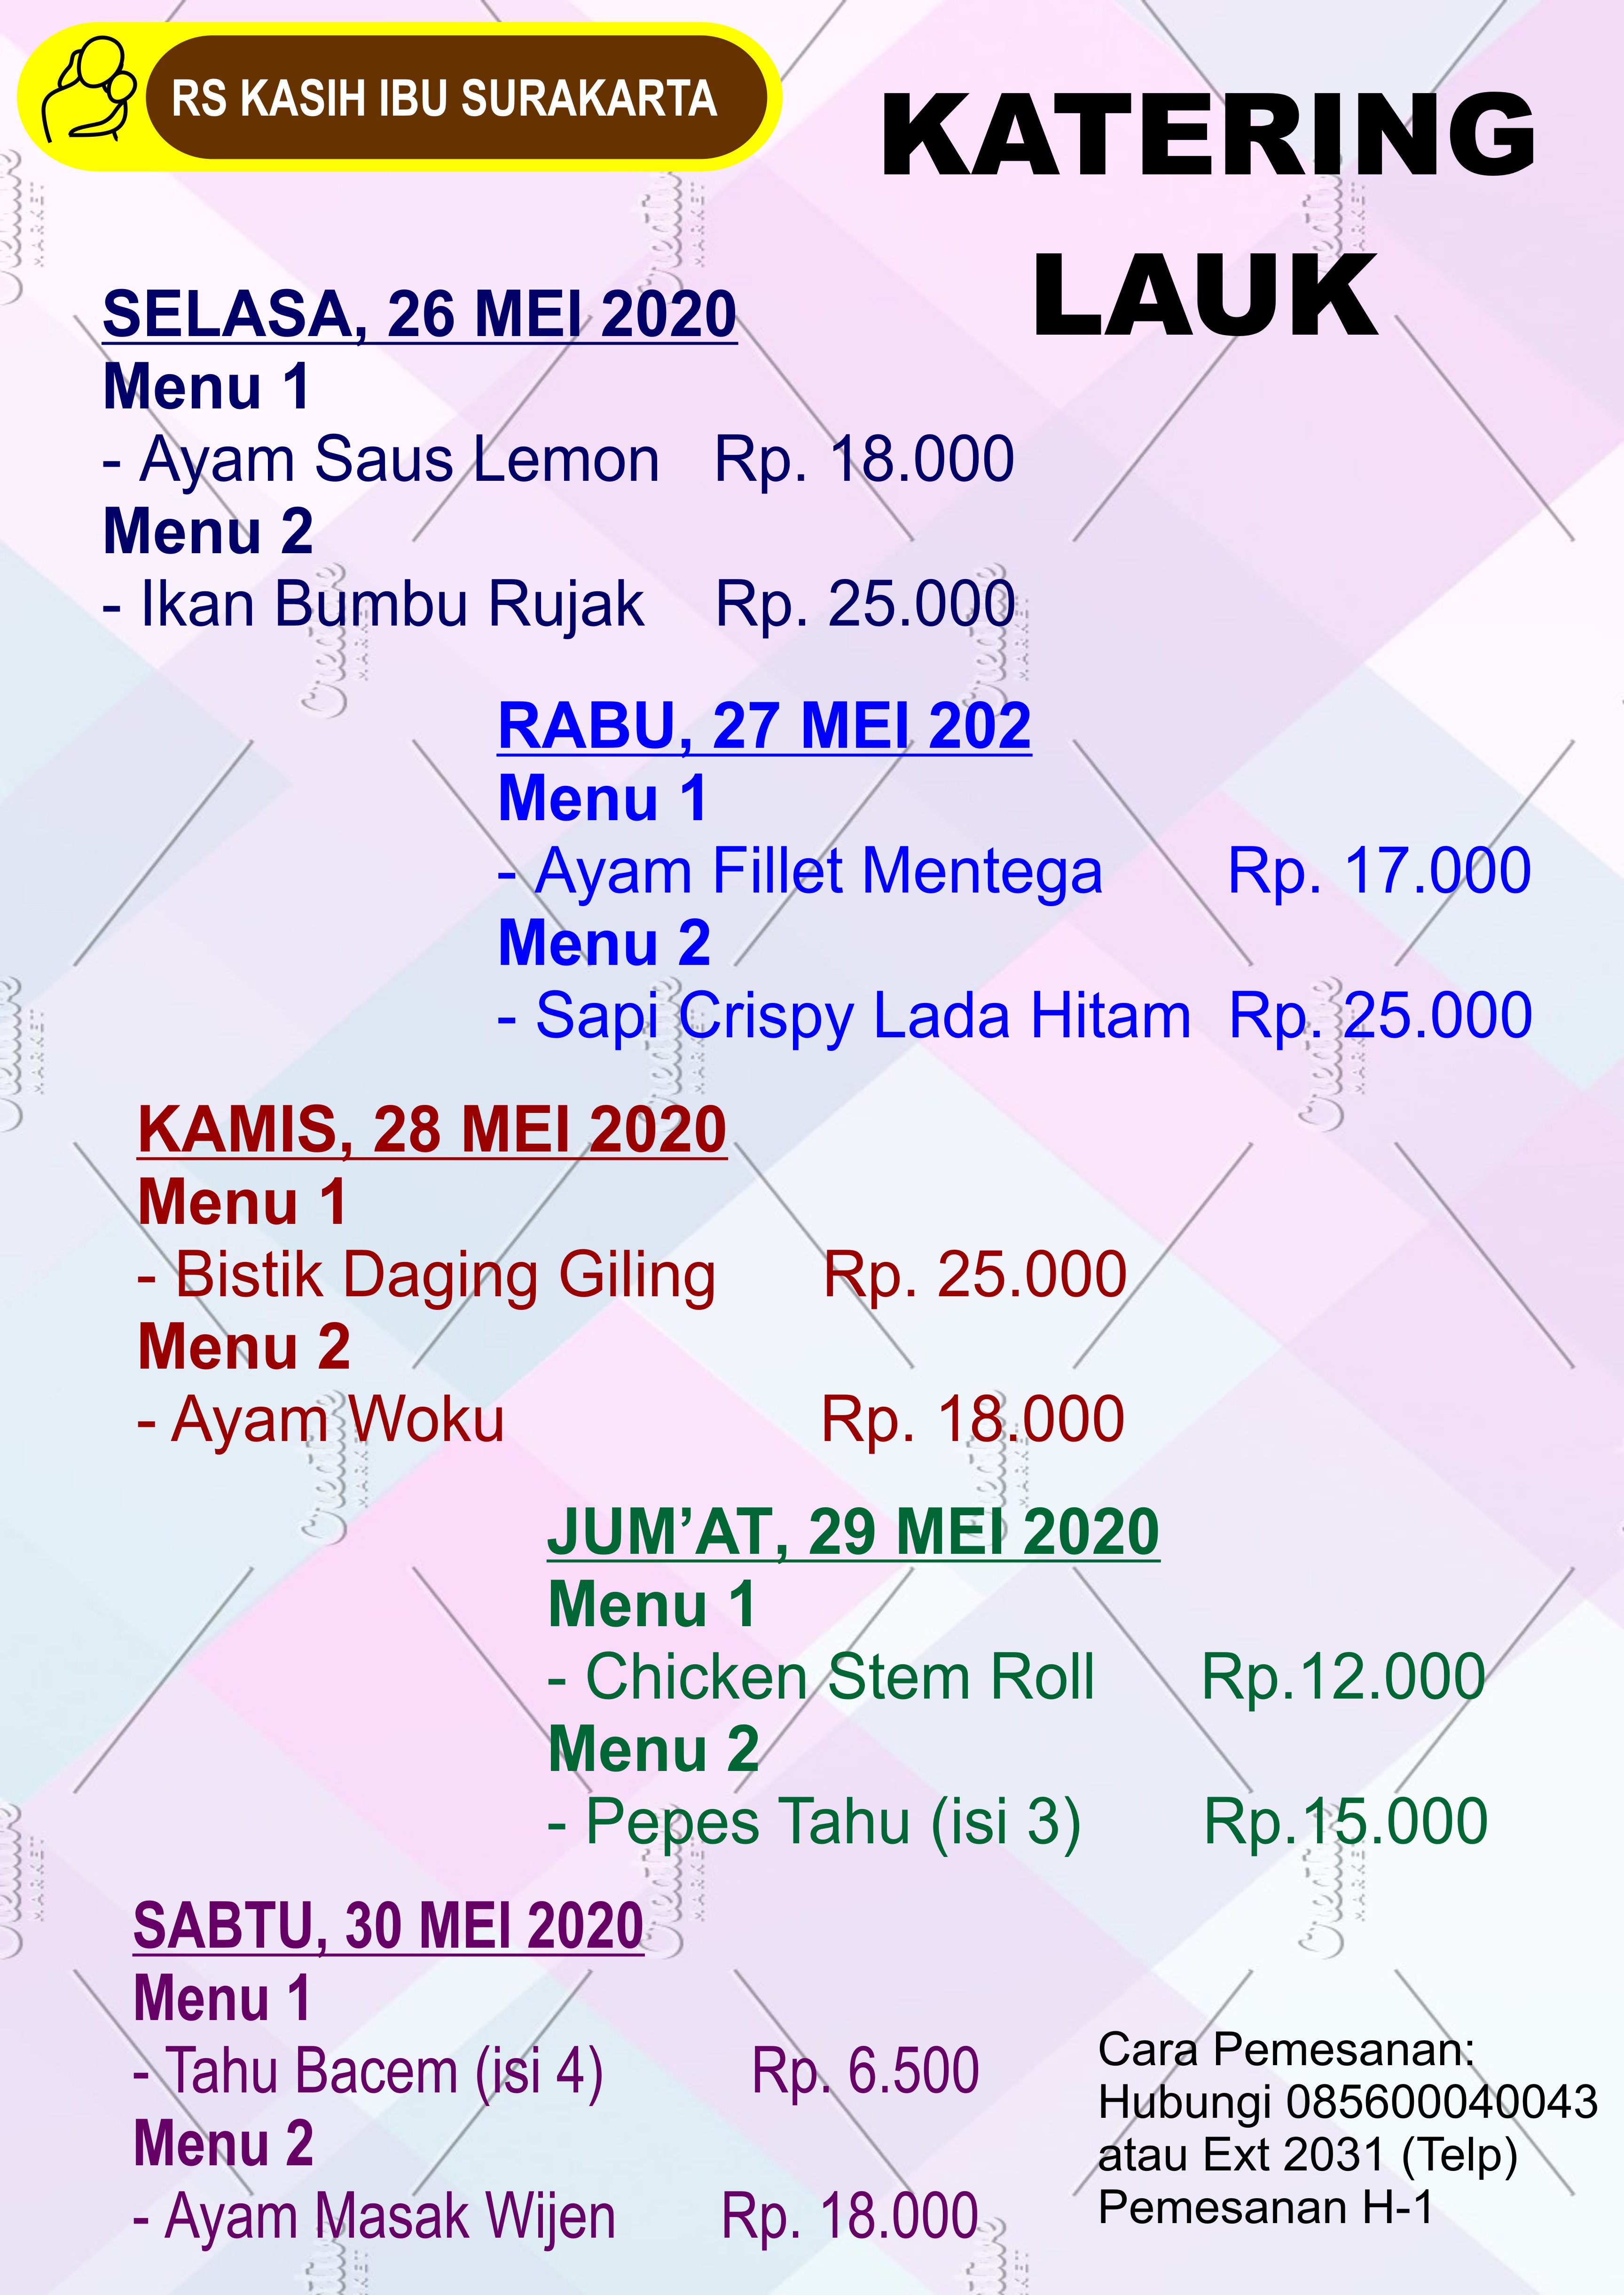 RS KASIH IBU SURAKARTA
KATERING
LAUK
SELASA, 26 MEI 2020
Menu 1
- Ayam Saus Lemon Rp. 18.000
Menu 2
- Ikan Bumbu Rujak Rp. 25.000
RABU, 27 MEI 202
Menu 1
- Ayam Fillet Mentega Rp. 17.000
Menu 2
- Sapi Crispy Lada Hitam Rp. 25.000
KAMIS, 28 MEI 2020
Menu 1
- Bistik Daging Giling Rp. 25.000
Menu 2
- Ayam Woku Rp. 18.000
JUM’AT, 29 MEI 2020
Menu 1
- Chicken Stem Roll Rp.12.000
Menu 2
- Pepes Tahu (isi 3) Rp.15.000
SABTU, 30 MEI 2020
Menu 1
- Tahu Bacem (isi 4) Rp. 6.500
Menu 2
- Ayam Masak Wijen Rp. 18.000
Cara Pemesanan:
Hubungi 085600040043
atau Ext 2031 (Telp)
Pemesanan H-1